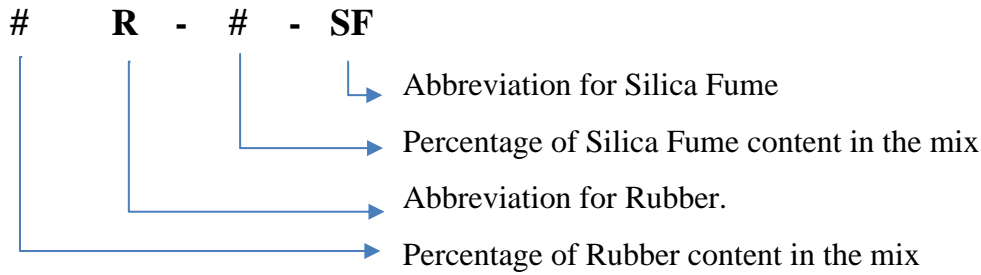 # R - # - SF
Abbreviation for Silica Fume
Percentage of Silica Fume content in the mix
Abbreviation for Rubber.
Percentage of Rubber content in the mix